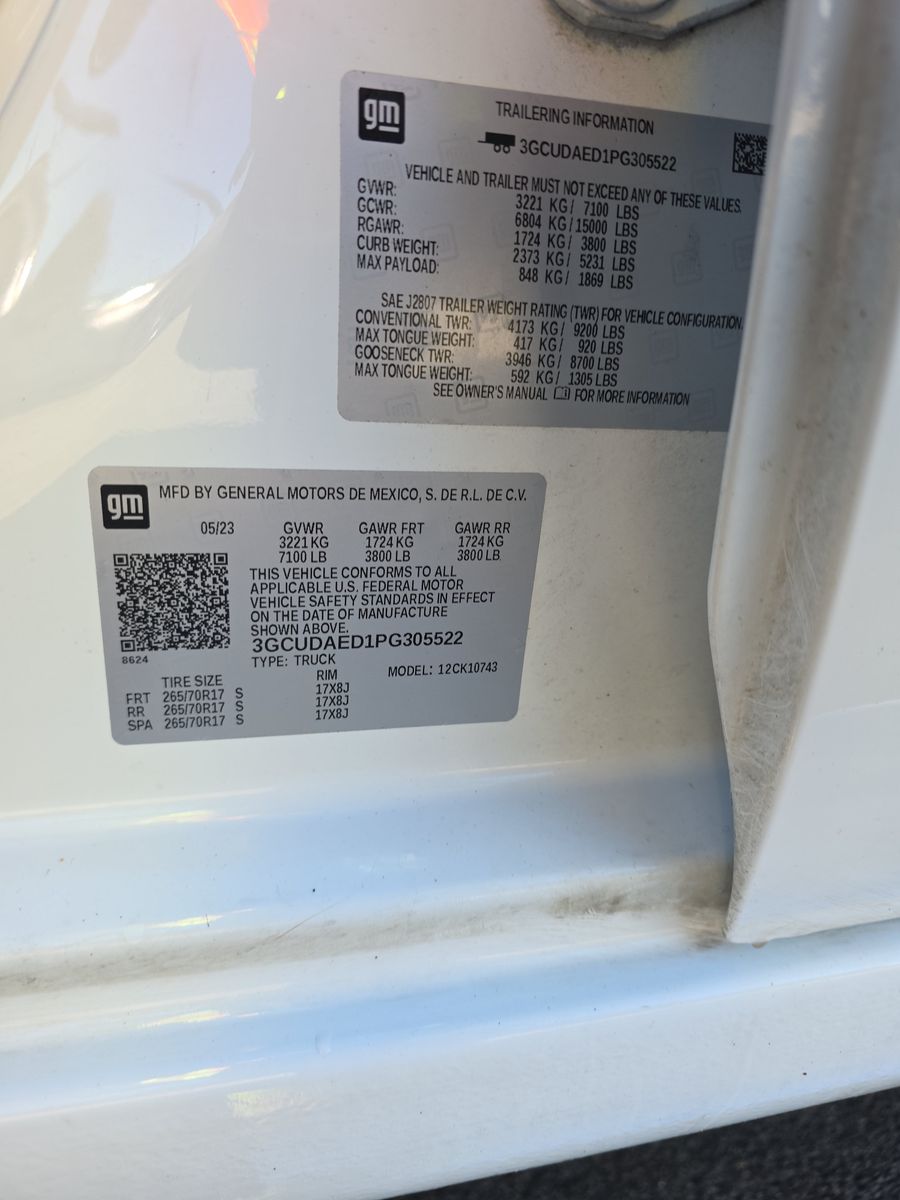 gm
TRAILERING INFORMATION
3GCUDAED1PG305522
VEHICLE AND TRAILER MUST NOT EXCEED ANY OF THESE VALUES.
GVWR: 3221 KG / 7100 LBS
GCWR: 6804 KG / 15000 LBS
RGAWR: 1724 KG / 3800 LBS
CURB WEIGHT: 2373 KG / 5231 LBS
MAX PAYLOAD: 848 KG / 1869 LBS
SAE J2807 TRAILER WEIGHT RATING (TWR) FOR VEHICLE CONFIGURATION.
CONVENTIONAL TWR: 4173 KG / 9200 LBS
MAX TONGUE WEIGHT: 417 KG / 920 LBS
GOOSENECK TWR: 3946 KG / 8700 LBS
MAX TONGUE WEIGHT: 592 KG / 1305 LBS
SEE OWNER'S MANUAL FOR MORE INFORMATION
gm
MFD BY GENERAL MOTORS DE MEXICO, S. DE R.L. DE C.V.
05/23 GVWR GAWR FRT GAWR RR
3221 KG 1724 KG 1724 KG
7100 LB 3800 LB 3800 LB
THIS VEHICLE CONFORMS TO ALL
APPLICABLE U.S. FEDERAL MOTOR
VEHICLE SAFETY STANDARDS IN EFFECT
ON THE DATE OF MANUFACTURE
SHOWN ABOVE.
3GCUDAED1PG305522
8624
TYPE: TRUCK MODEL: 12CK10743
TIRE SIZE RIM
FRT 265/70R17 S 17X8J
RR 265/70R17 S 17X8J
SPA 265/70R17 S 17X8J